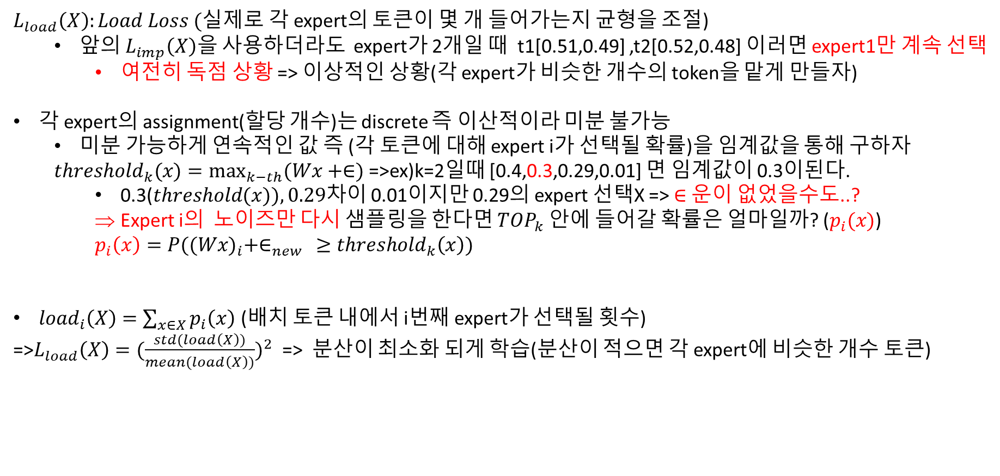 L_load(X): Load Loss (실제로 각 expert의 토큰이 몇 개 들어가는지 균형을 조절)
• 앞의 L_imp(X)을 사용하더라도 expert가 2개일 때 t1[0.51,0.49] ,t2[0.52,0.48] 이러면 expert1만 계속 선택
• 여전히 독점 상황 => 이상적인 상황(각 expert가 비슷한 개수의 token을 맡게 만들자)
• 각 expert의 assignment(할당 개수)는 discrete 즉 이산적이라 미분 불가능
• 미분 가능하게 연속적인 값 즉 (각 토큰에 대해 expert i가 선택될 확률)을 임계값을 통해 구하자
threshold_k(x) = max_{k-th}(Wx +∈) =>ex)k=2일때 [0.4,0.3,0.29,0.01] 면 임계값이 0.3이된다.
• 0.3(threshold(x)), 0.29차이 0.01이지만 0.29의 expert 선택X => ∈ 운이 없었을수도..?
⇒ Expert i의 노이즈만 다시 샘플링을 한다면 TOP_k 안에 들어갈 확률은 얼마일까? (p_i(x))
p_i(x) = P((Wx)_i+∈_new ≥ threshold_k(x))
• load_i(X) = ∑_{x∈X} p_i(x) (배치 토큰 내에서 i번째 expert가 선택될 횟수)
=>L_load(X) = (std(load(X))/mean(load(X)))^2 => 분산이 최소화 되게 학습(분산이 적으면 각 expert에 비슷한 개수 토큰)